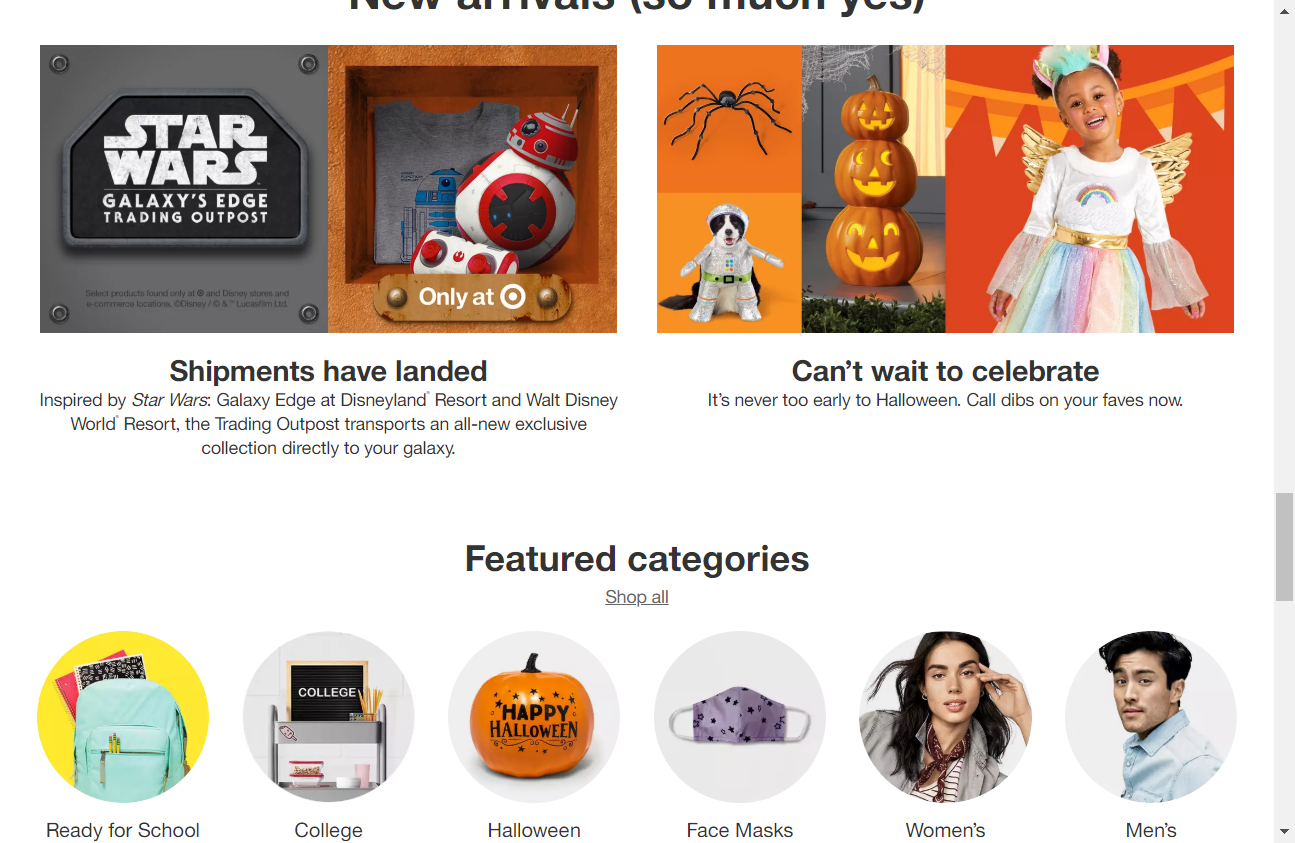 New arrivals (so much yes)
STAR
WARS
GALAXY'S EDGE
TRADING OUTPOST
Select products found only at and Disney stores and
e-commerce locations. ©Disney / © & ™ Lucasfilm Ltd.
Only at
Shipments have landed
Inspired by Star Wars: Galaxy Edge at Disneyland® Resort and Walt Disney
World® Resort, the Trading Outpost transports an all-new exclusive
collection directly to your galaxy.
Can’t wait to celebrate
It’s never too early to Halloween. Call dibs on your faves now.
Featured categories
Shop all
COLLEGE
HAPPY
HALLOWEEN
Ready for School
College
Halloween
Face Masks
Women’s
Men’s